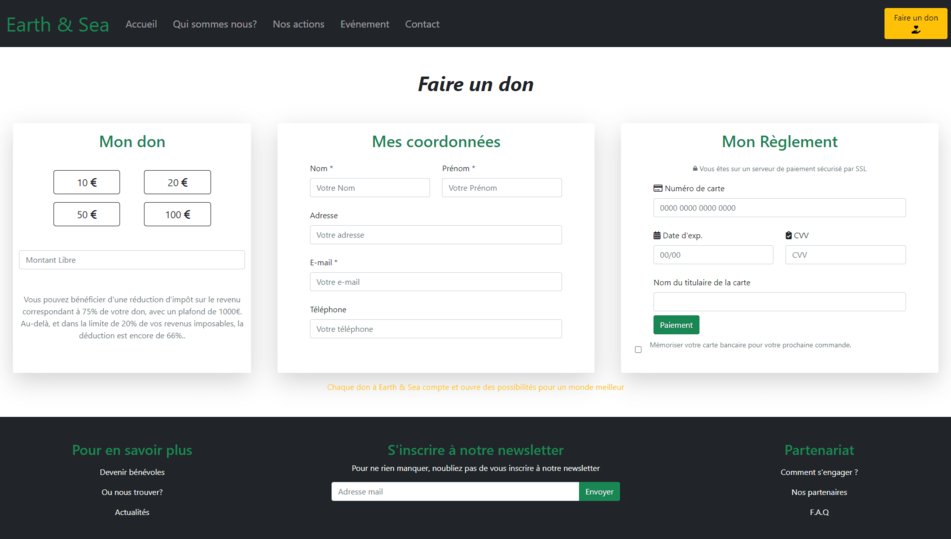 Earth & Sea
Accueil
Qui sommes nous?
Nos actions
Evénement
Contact
Faire un don
Faire un don
Mon don
10 €
20 €
50 €
100 €
Montant Libre
Vous pouvez bénéficier d'une réduction d'impôt sur le revenu
correspondant à 75% de votre don, avec un plafond de 1000€.
Au-delà, et dans la limite de 20% de vos revenus imposables, la
déduction est encore de 66%..
Mes coordonnées
Nom *
Prénom *
Votre Nom
Votre Prénom
Adresse
Votre adresse
E-mail *
Votre e-mail
Téléphone
Votre téléphone
Mon Règlement
Vous êtes sur un serveur de paiement sécurisé par SSL
Numéro de carte
0000 0000 0000 0000
Date d'exp.
CVV
00/00
CVV
Nom du titulaire de la carte
Paiement
Mémoriser votre carte bancaire pour votre prochaine commande.
Chaque don à Earth & Sea compte et ouvre des possibilités pour un monde meilleur
Pour en savoir plus
Devenir bénévoles
Ou nous trouver?
Actualités
S'inscrire à notre newsletter
Pour ne rien manquer, noubliez pas de vous inscrire à notre newsletter
Adresse mail
Envoyer
Partenariat
Comment s'engager ?
Nos partenaires
F.A.Q